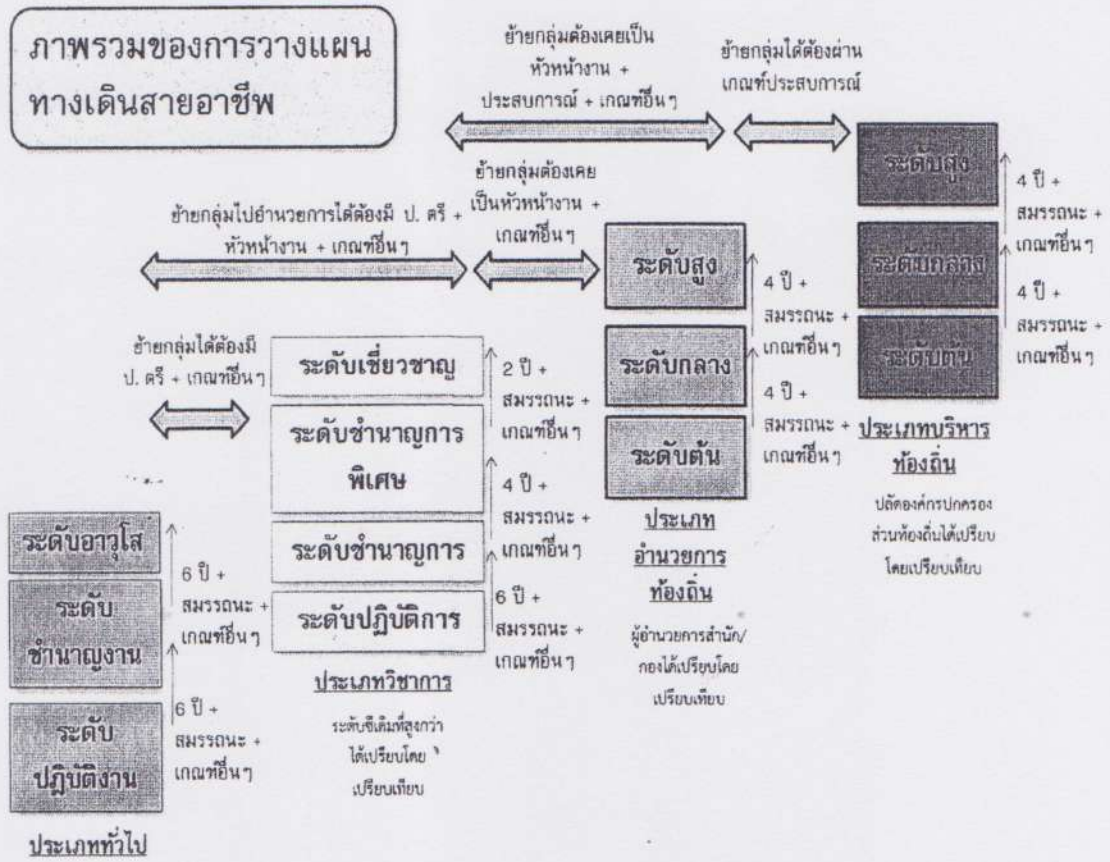 ภาพรวมของการวางแผน
ทางเดินสายอาชีพ
ย้ายกลุ่มต้องเคยเป็น
หัวหน้างาน +
ประสบการณ์ + เกณฑ์อื่นๆ
ย้ายกลุ่มได้ต้องผ่าน
เกณฑ์ประสบการณ์
ย้ายกลุ่มไปอำนวยการได้ต้องมี ป. ตรี +
หัวหน้างาน + เกณฑ์อื่นๆ
ย้ายกลุ่มต้องเคย
เป็นหัวหน้างาน +
เกณฑ์อื่นๆ
ย้ายกลุ่มได้ต้องมี
ป. ตรี + เกณฑ์อื่นๆ
ระดับอาวุโส
6 ปี +
สมรรถนะ +
เกณฑ์อื่นๆ
ระดับ
ชำนาญงาน
6 ปี +
สมรรถนะ +
เกณฑ์อื่นๆ
ระดับ
ปฏิบัติงาน
ประเภททั่วไป
ระดับเชี่ยวชาญ
2 ปี +
สมรรถนะ +
เกณฑ์อื่นๆ
ระดับชำนาญการ
พิเศษ
4 ปี +
สมรรถนะ +
เกณฑ์อื่นๆ
ระดับชำนาญการ
6 ปี +
สมรรถนะ +
เกณฑ์อื่นๆ
ระดับปฏิบัติการ
ประเภทวิชาการ
ระดับซีเดิมที่สูงกว่า
ได้เปรียบโดย
เปรียบเทียบ
ระดับสูง
4 ปี +
สมรรถนะ +
เกณฑ์อื่นๆ
ระดับกลาง
4 ปี +
สมรรถนะ +
เกณฑ์อื่นๆ
ระดับต้น
ประเภท
อำนวยการ
ท้องถิ่น
ผู้อำนวยการสำนัก/
กองได้เปรียบโดย
เปรียบเทียบ
ระดับสูง
4 ปี +
สมรรถนะ +
เกณฑ์อื่นๆ
ระดับกลาง
4 ปี +
สมรรถนะ +
เกณฑ์อื่นๆ
ระดับต้น
ประเภทบริหาร
ท้องถิ่น
ปลัดองค์กรปกครอง
ส่วนท้องถิ่นได้เปรียบ
โดยเปรียบเทียบ